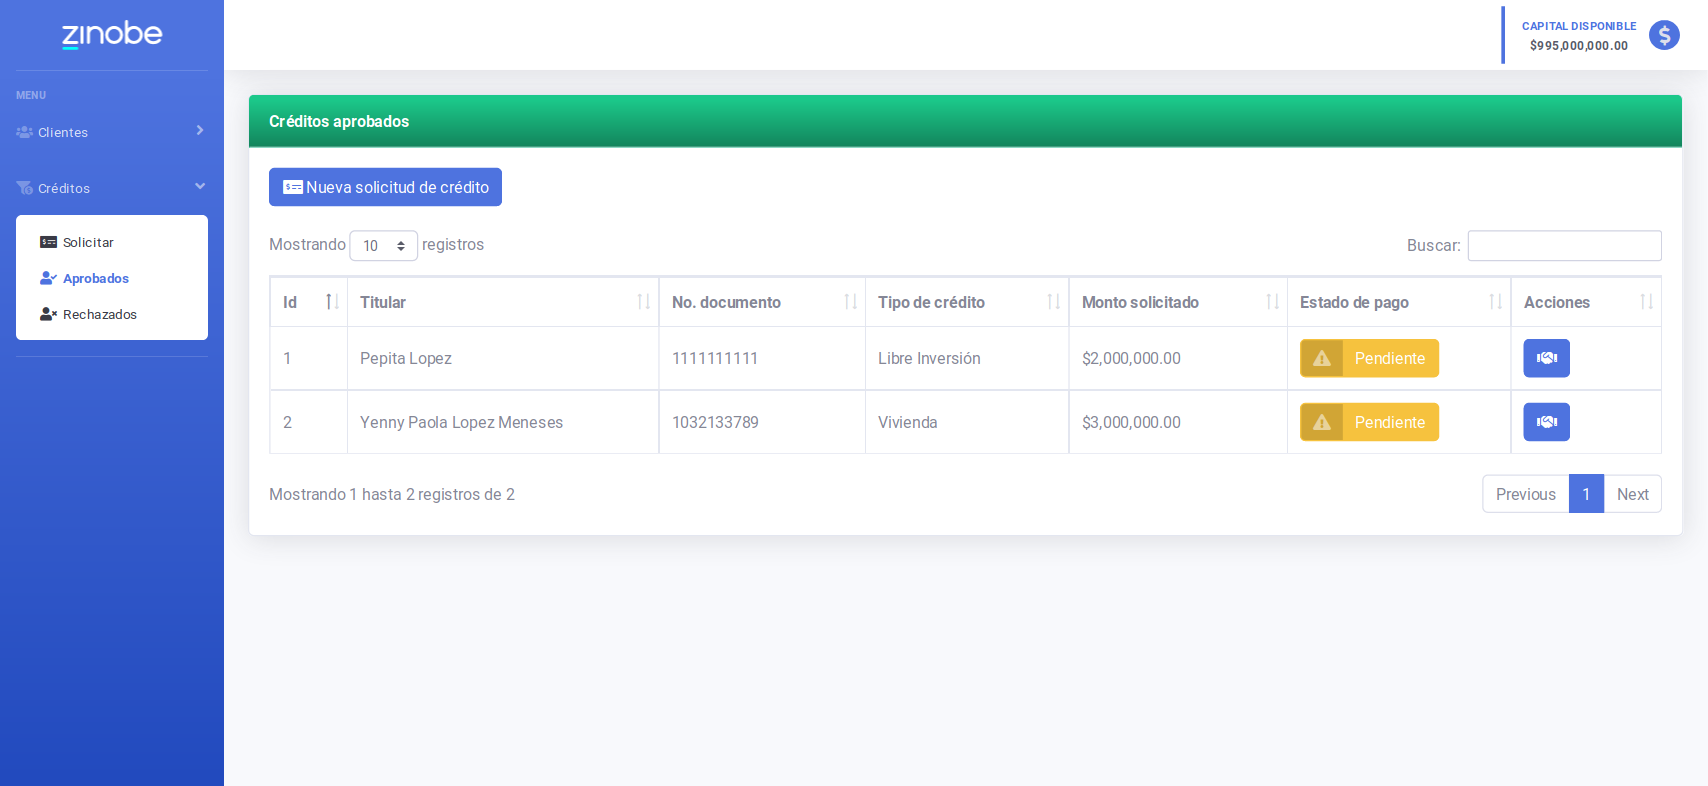 zinobe
CAPITAL DISPONIBLE
$995,000,000.00
MENU
Clientes
Créditos
Solicitar
Aprobados
Rechazados
Créditos aprobados
Nueva solicitud de crédito
Mostrando 10 registros
Buscar:
Id Titular No. documento Tipo de crédito Monto solicitado Estado de pago Acciones
1 Pepita Lopez 1111111111 Libre Inversión $2,000,000.00 Pendiente
2 Yenny Paola Lopez Meneses 1032133789 Vivienda $3,000,000.00 Pendiente
Mostrando 1 hasta 2 registros de 2
Previous 1 Next